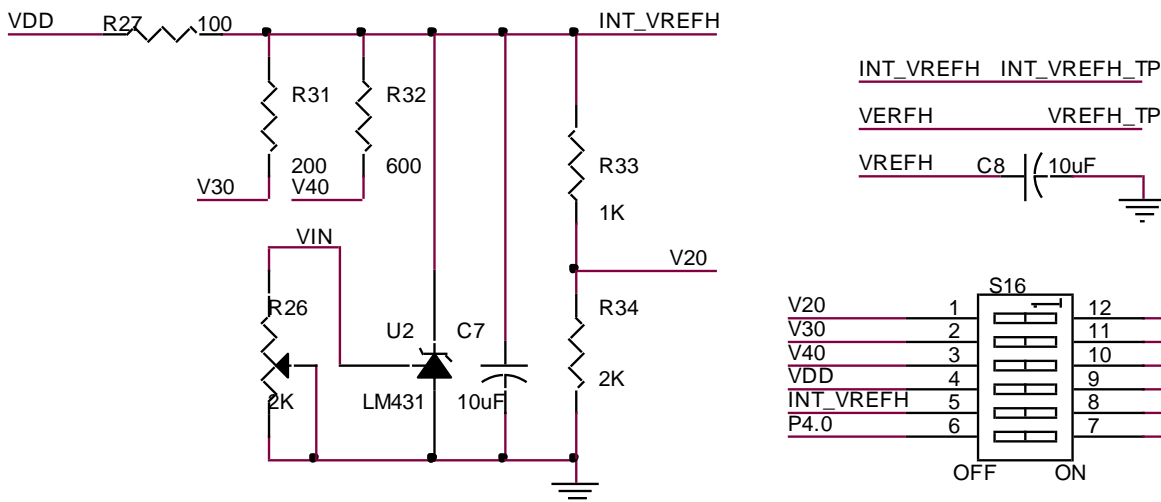 VDD R27 100 INT_VREFH
R31 R32
200 600
V30 V40
R33
1K
VIN
V20
R26 R34
U2 C7
2K LM431 10uF 2K
INT_VREFH INT_VREFH_TP
VERFH VREFH_TP
VREFH C8 10uF
S16
V20 1 12
V30 2 11
V40 3 10
VDD 4 9
INT_VREFH 5 8
P4.0 6 7
OFF ON